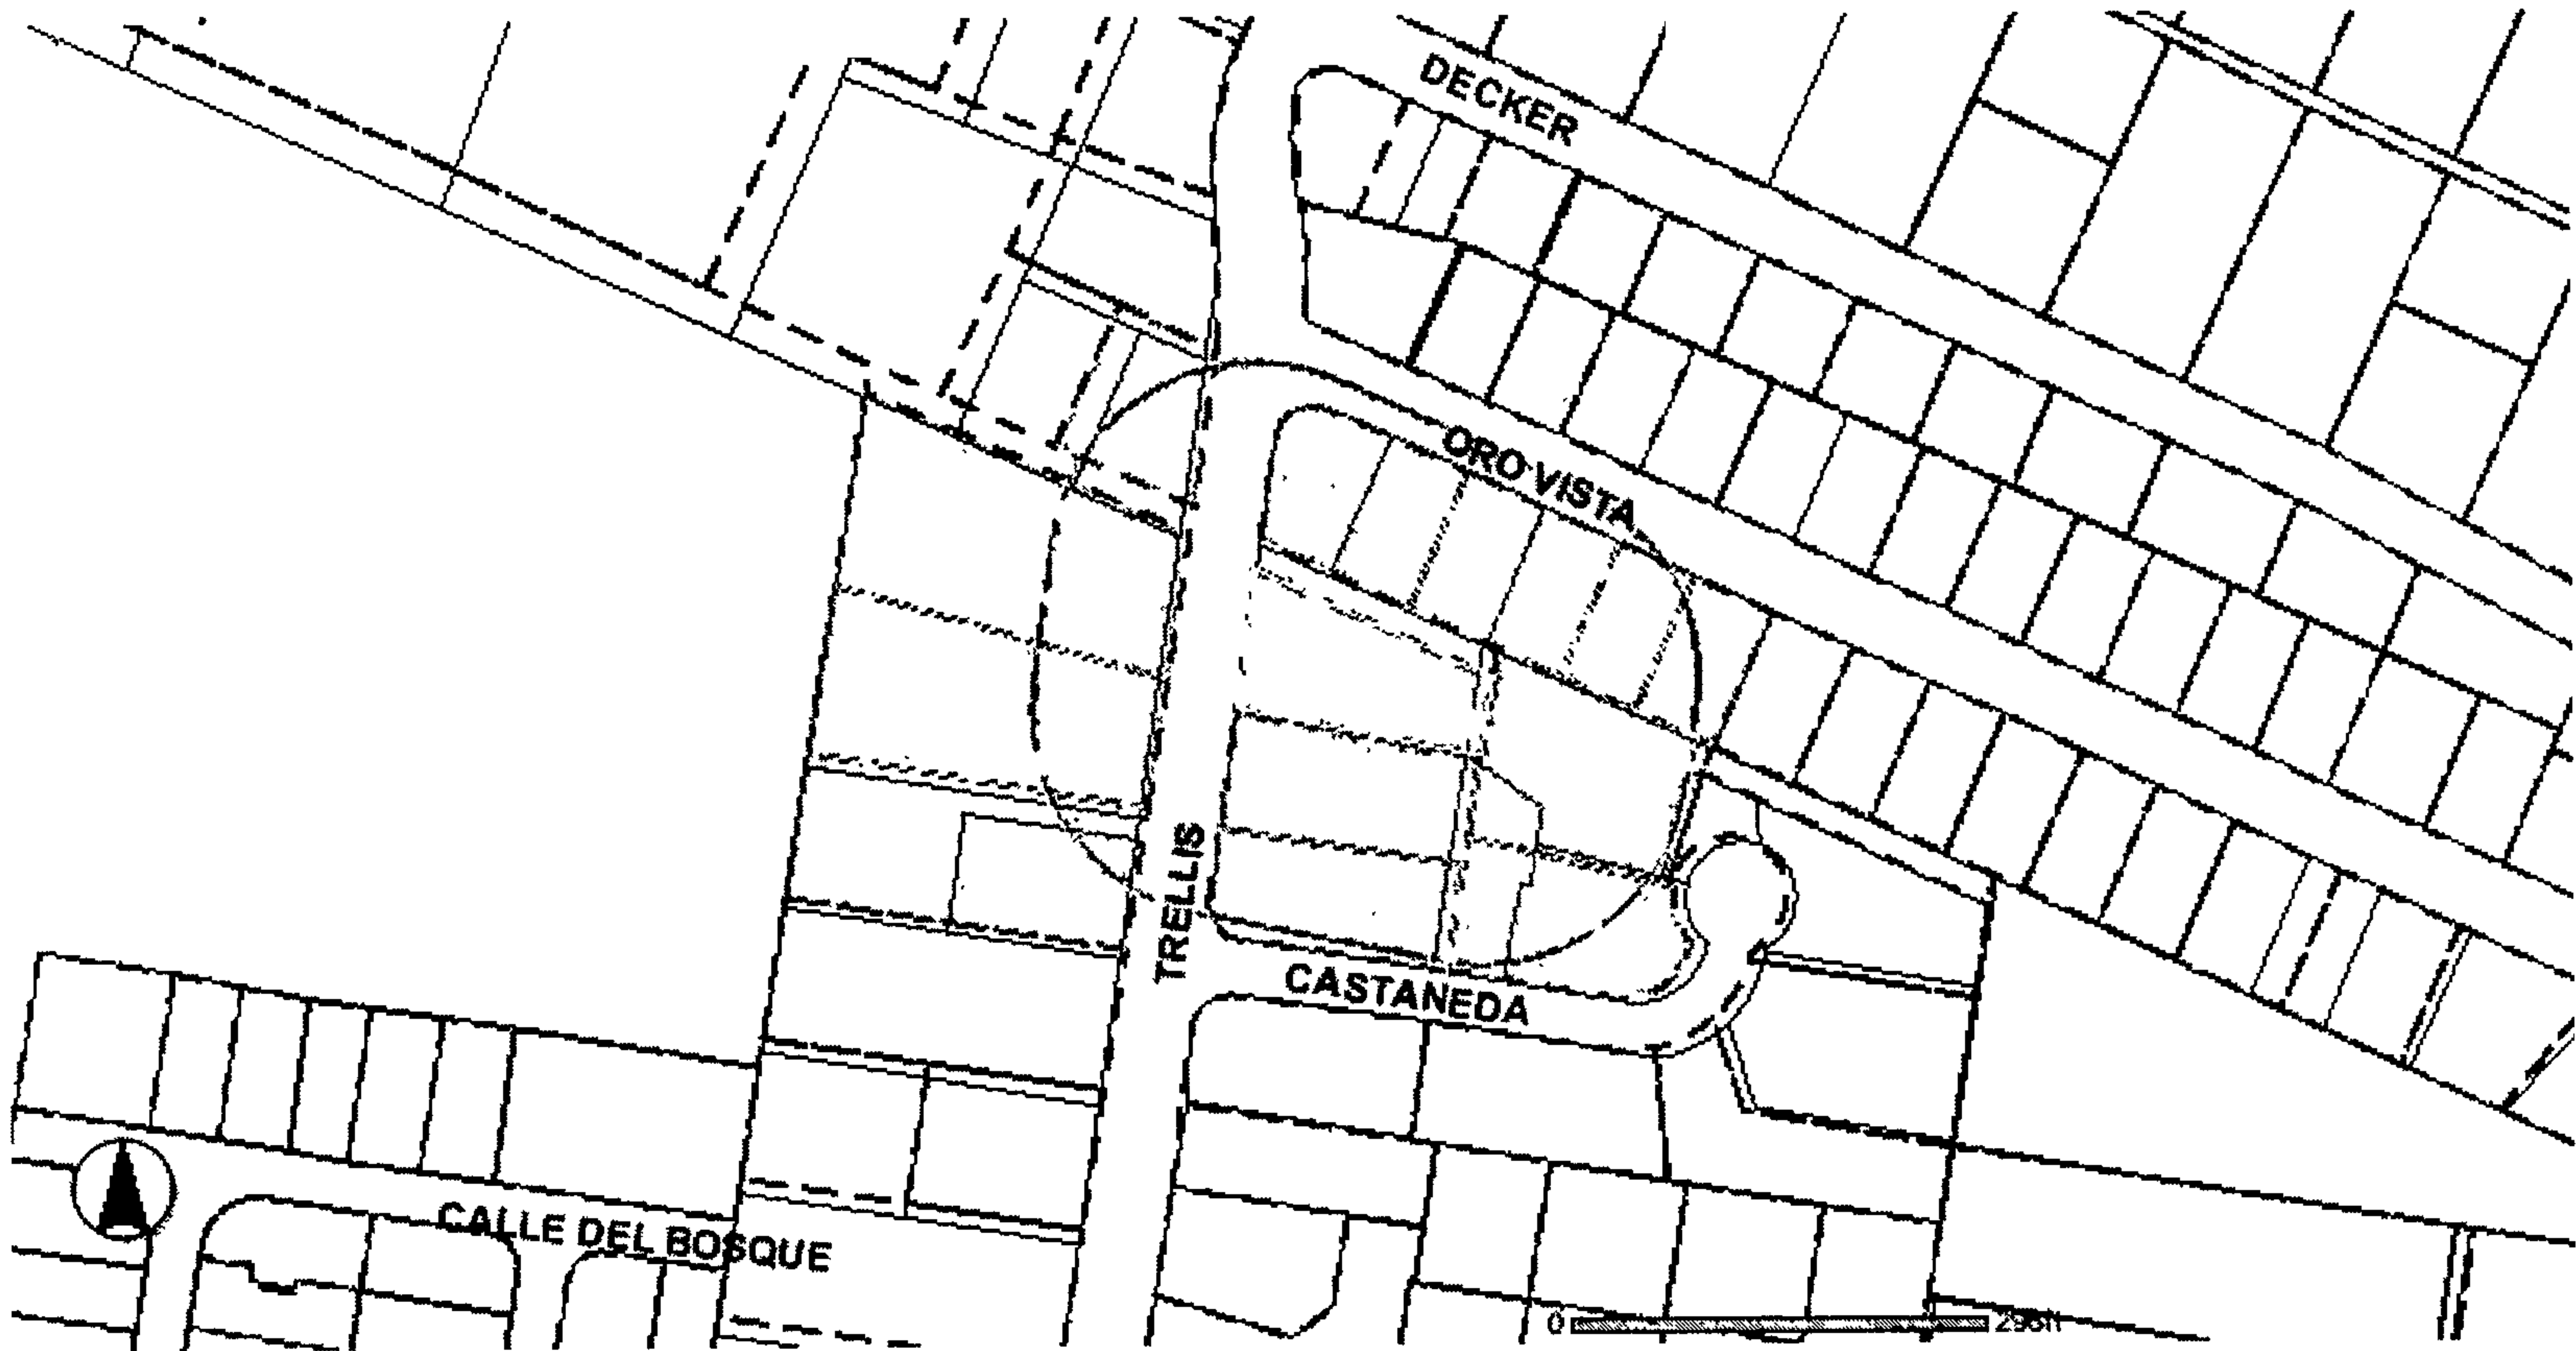 DECKER
ORO VISTA
TRELLIS
CASTANEDA
CALLE DEL BOSQUE
0